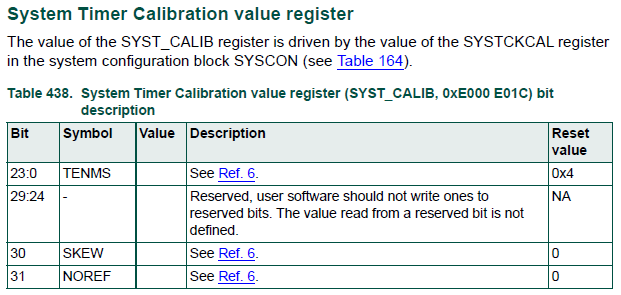 System Timer Calibration value register
The value of the SYST_CALIB register is driven by the value of the SYSTCKCAL register
in the system configuration block SYSCON (see Table 164).
Table 438. System Timer Calibration value register (SYST_CALIB, 0xE000 E01C) bit
description
Bit Symbol Value Description Reset
value
23:0 TENMS See Ref. 6. 0x4
29:24 - Reserved, user software should not write ones to NA
reserved bits. The value read from a reserved bit is not
defined.
30 SKEW See Ref. 6. 0
31 NOREF See Ref. 6. 0